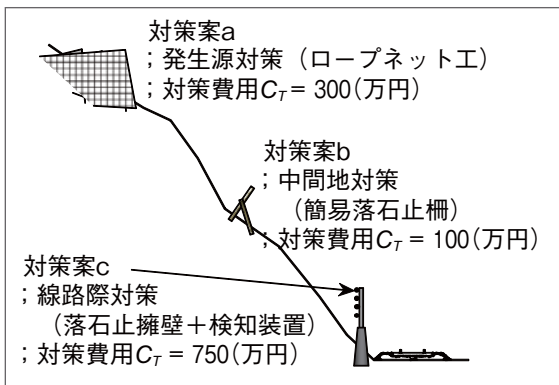 対策案a
；発生源対策（ロープネット工）
；対策費用CT = 300(万円)
対策案b
；中間地対策
（簡易落石止柵）
；対策費用CT = 100(万円)
対策案c
；線路際対策
（落石止擁壁＋検知装置）
；対策費用CT = 750(万円)